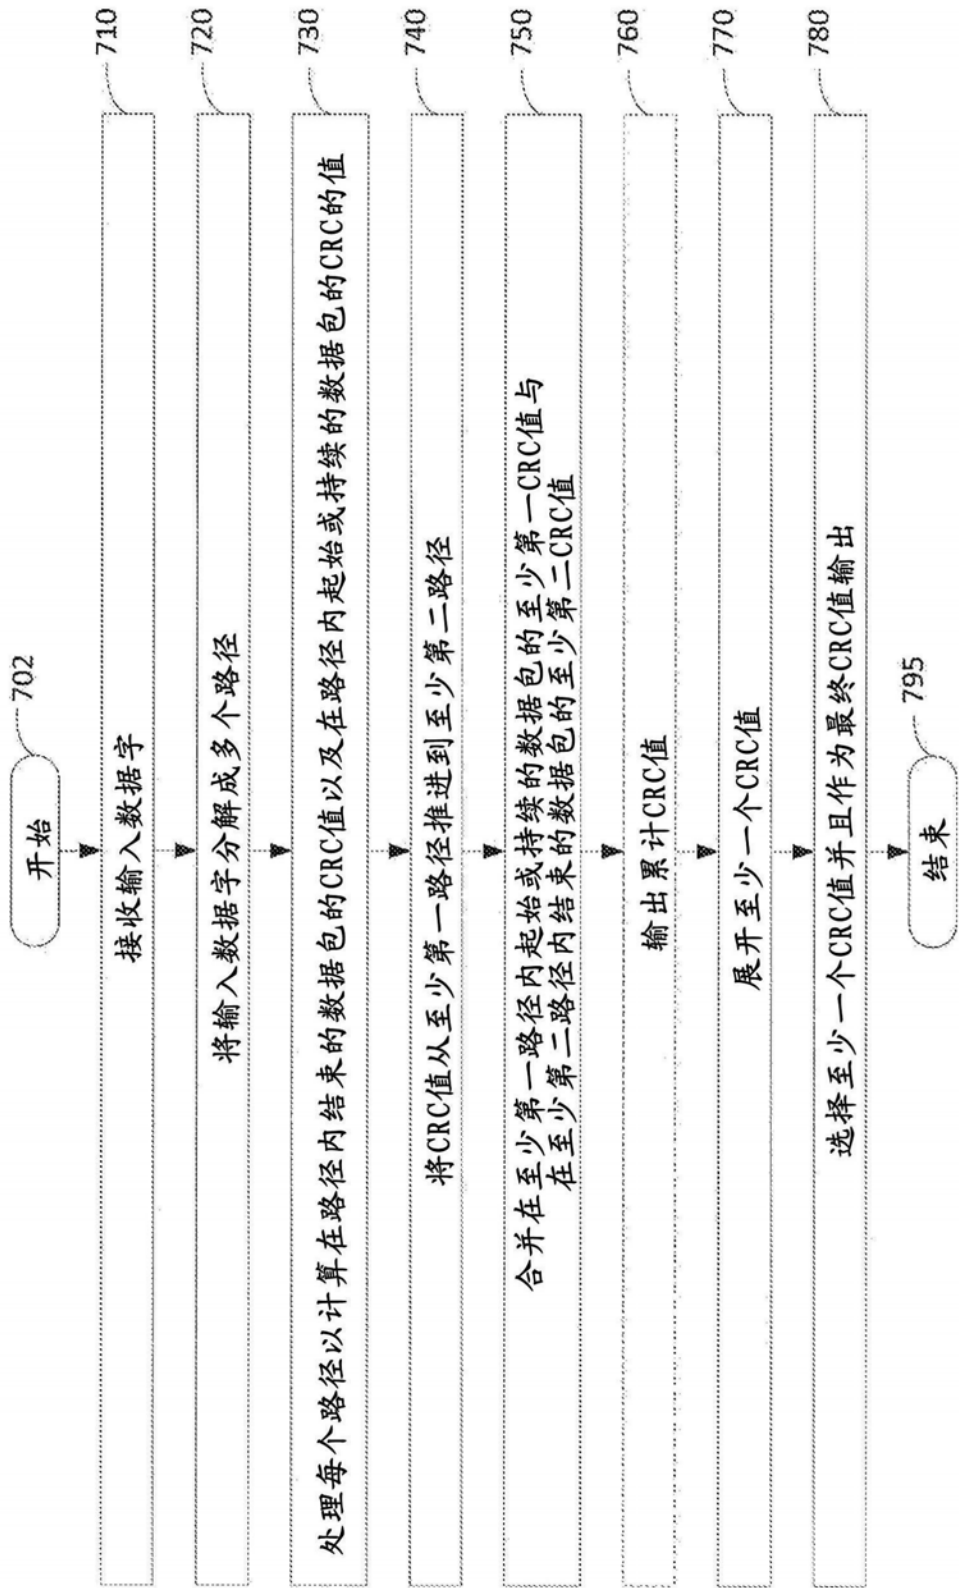 开始
702
接收输入数据字
710
将输入数据字分解成多个路径
720
处理每个路径以计算在路径内结束的数据包的CRC值以及在路径内起始或持续的数据包的CRC的值
730
将CRC值从至少第一路径推进到至少第二路径
740
合并在至少第一路径内起始或持续的数据包的至少第一CRC值与
在至少第二路径内结束的数据包的至少第二CRC值
750
输出累计CRC值
760
展开至少一个CRC值
770
选择至少一个CRC值并且作为最终CRC值输出
780
结束
795